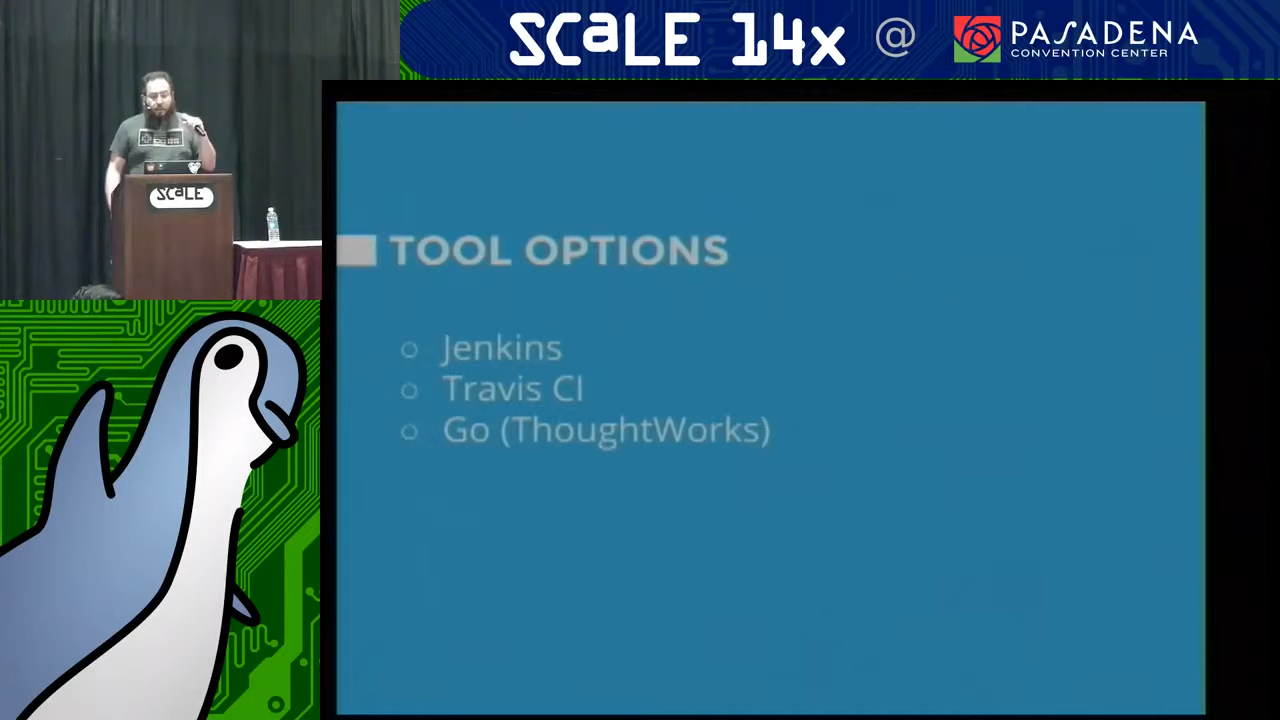 SCaLE 14x @ PASADENA
CONVENTION CENTER
SCaLE
TOOL OPTIONS
Jenkins
Travis CI
Go (ThoughtWorks)